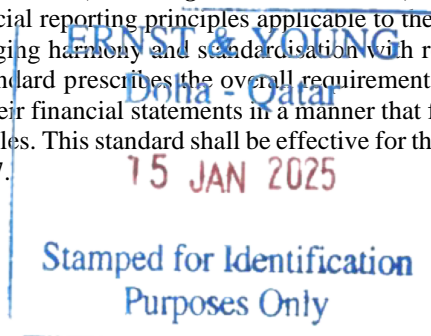 cial reporting principles applicable to the
ERNST & YOUNG
ging harmony and standardisation with r
ndard prescribes the overall requirement
Doha - Qatar
eir financial statements in a manner that f
les. This standard shall be effective for th
7.
15 JAN 2025
Stamped for Identification
Purposes Only